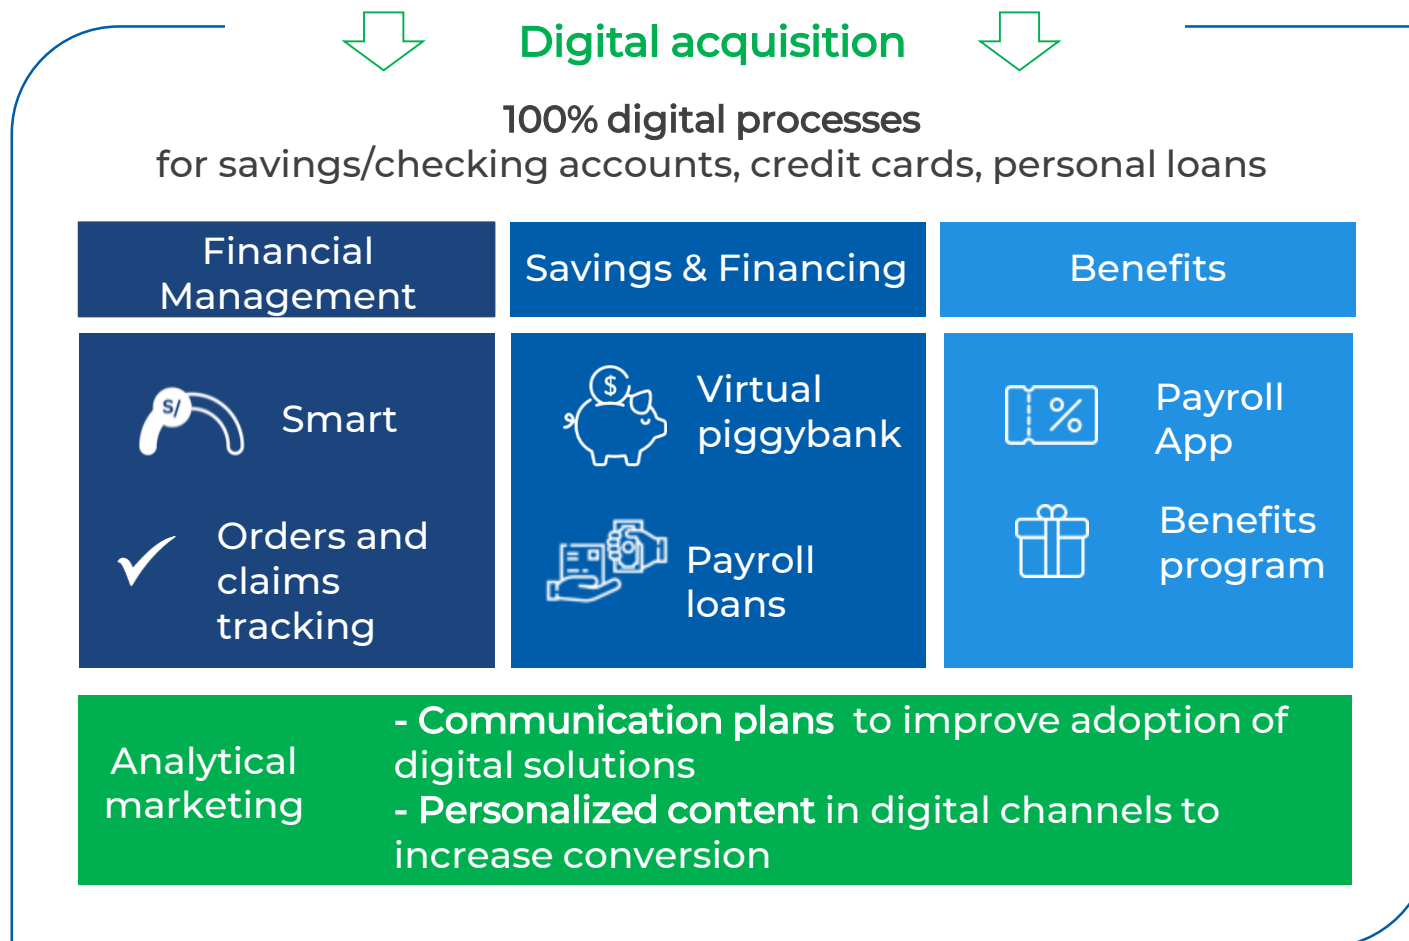 Digital acquisition
100% digital processes
for savings/checking accounts, credit cards, personal loans
Financial
Management
Savings & Financing
Benefits
S/
Smart
Orders and
claims
tracking
$
Virtual
piggybank
Payroll
loans
%
Payroll
App
Benefits
program
Analytical
marketing
- Communication plans to improve adoption of
digital solutions
- Personalized content in digital channels to
increase conversion